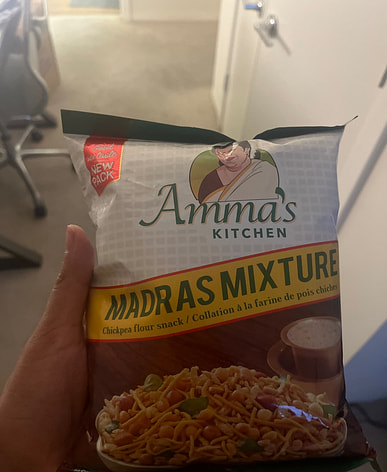 NEW
PACK
Amma's
KITCHEN
MADRAS MIXTURE
Chickpea flour snack / Collation à la farine de pois chiches